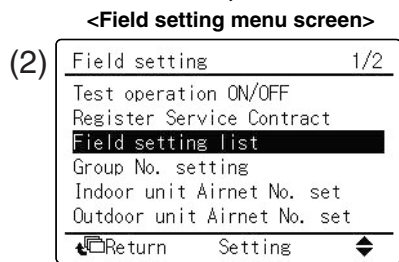 <Field setting menu screen>
(2)
Field setting 1/2
Test operation ON/OFF
Register Service Contract
Field setting list
Group No. setting
Indoor unit Airnet No. set
Outdoor unit Airnet No. set
Return Setting